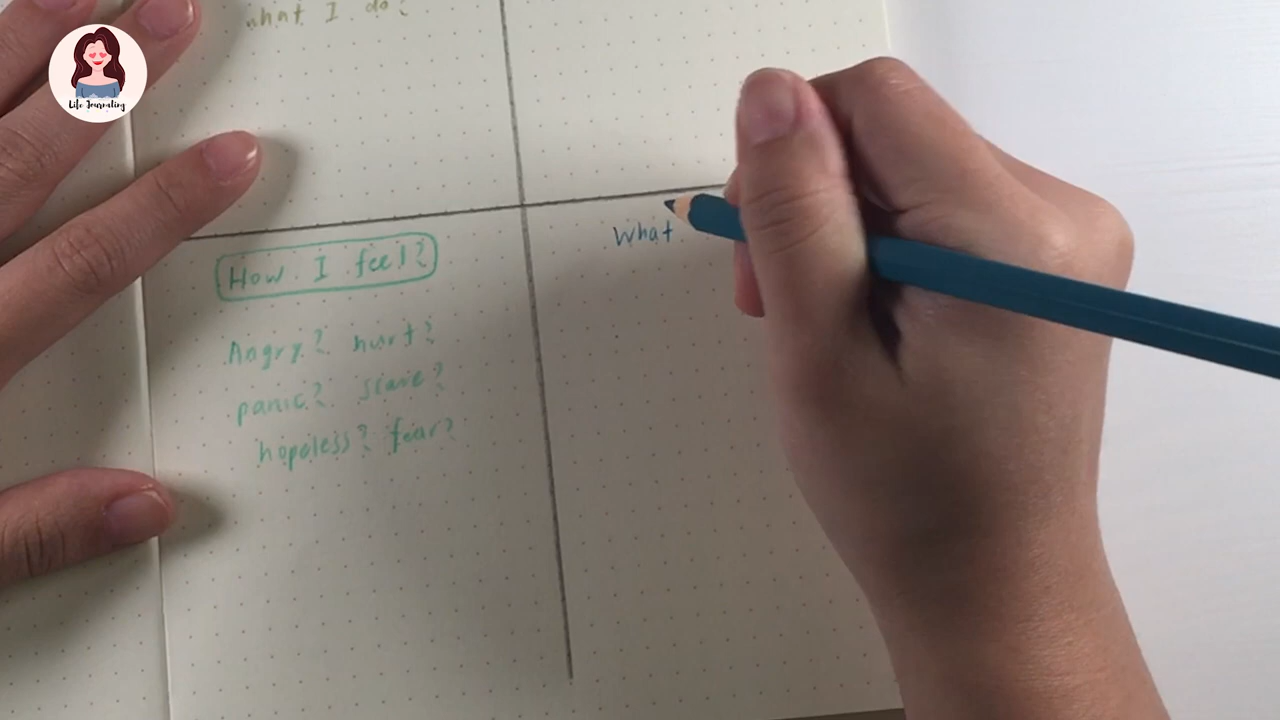 what I do?
Life Journaling
How I feel?
What
Angry? hurt?
panic? scare?
hopeless? fear?